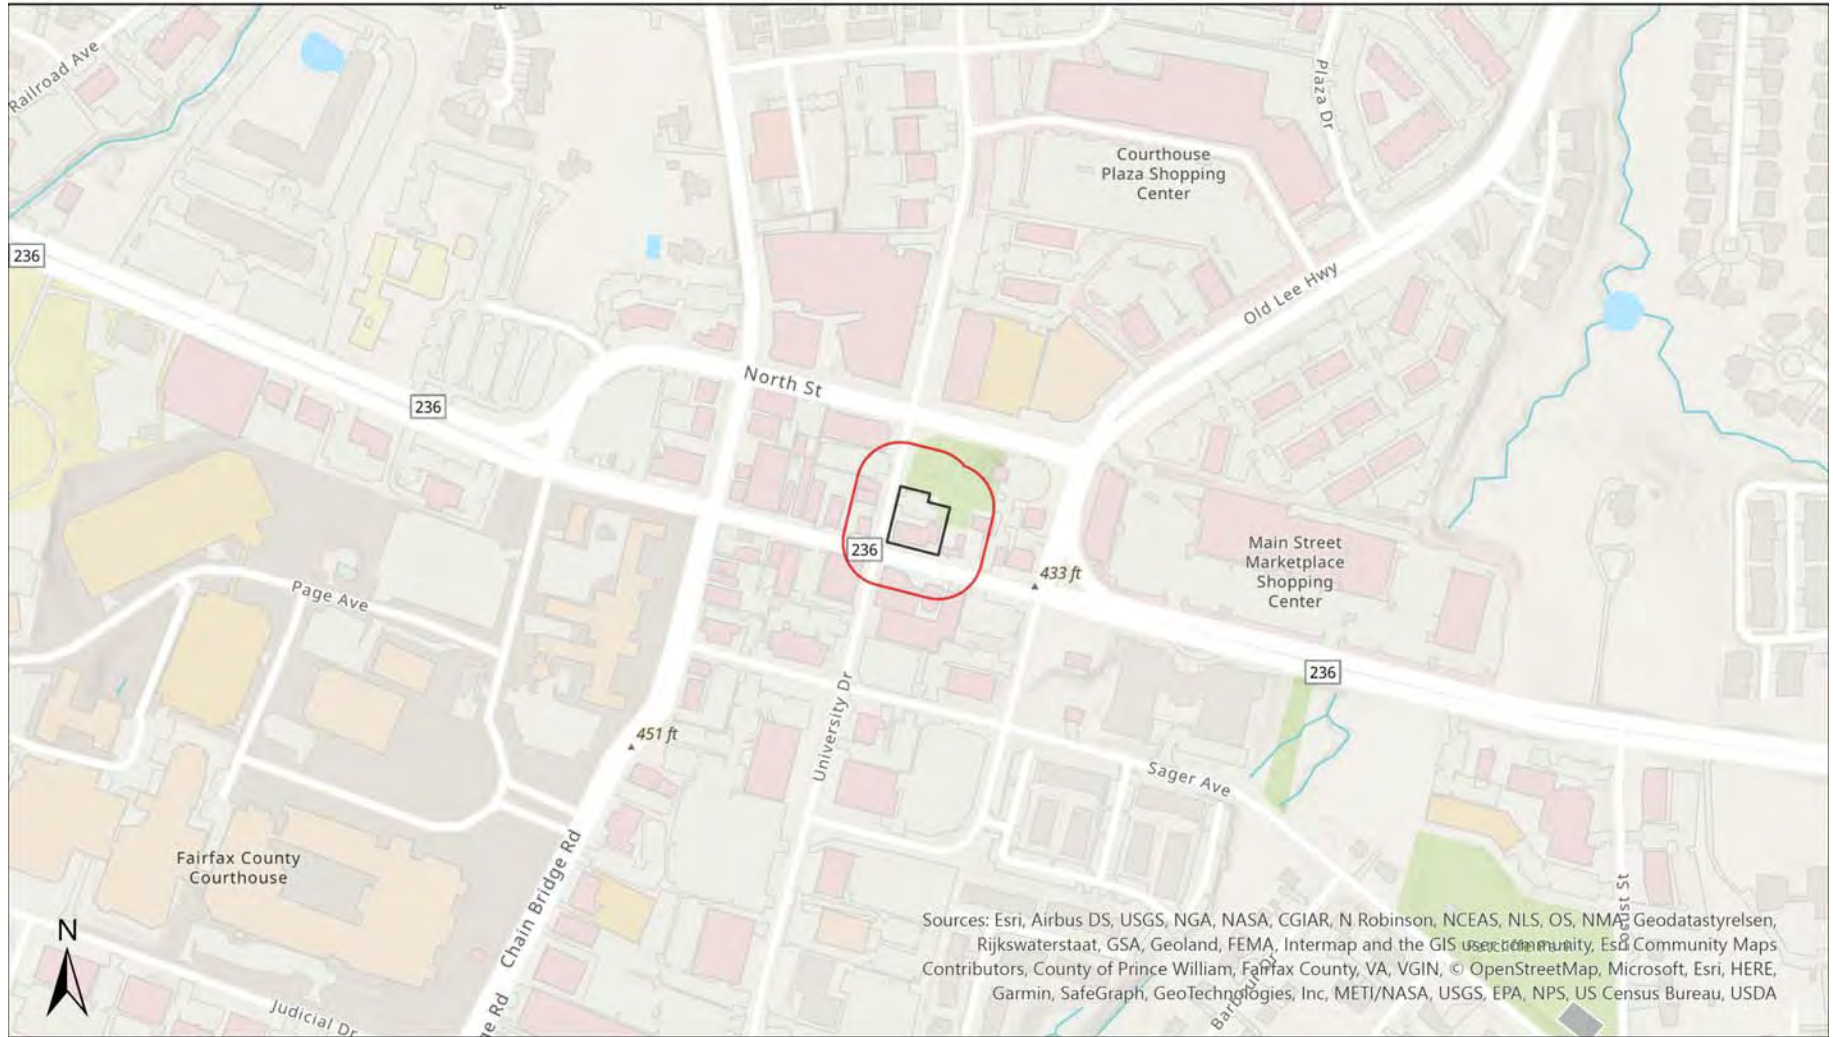 Railroad Ave
Plaza Dr
Courthouse
Plaza Shopping
Center
236
Old Lee Hwy
North St
236
236
Main Street
Marketplace
Shopping
Center
433 ft
Page Ave
236
University Dr
451 ft
Sager Ave
Fairfax County
Courthouse
Chain Bridge Rd
Locust St
N
Judicial Dr
ge Rd
Sources: Esri, Airbus DS, USGS, NGA, NASA, CGIAR, N Robinson, NCEAS, NLS, OS, NMA, Geodatastyrelsen,
Rijkswaterstaat, GSA, Geoland, FEMA, Intermap and the GIS user community, Esri Community Maps
Contributors, County of Prince William, Fairfax County, VA, VGIN, © OpenStreetMap, Microsoft, Esri, HERE,
Garmin, SafeGraph, GeoTechnologies, Inc, METI/NASA, USGS, EPA, NPS, US Census Bureau, USDA